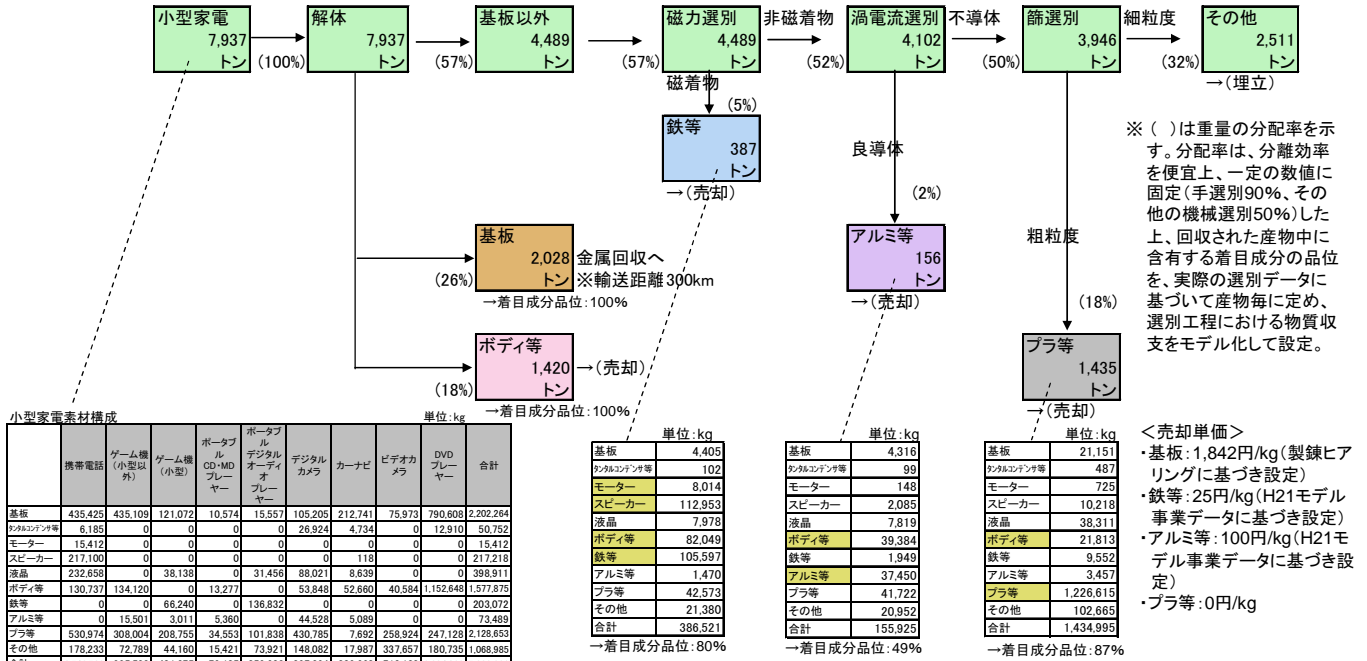 小型家電 7,937 トン
(100%)
解体 7,937 トン
(57%)
基板以外 4,489 トン
(57%)
磁力選別 4,489 トン
非磁着物
(52%)
渦電流選別 4,102 トン
不導体
(50%)
篩選別 3,946 トン
細粒度
(32%)
その他 2,511 トン
→(埋立)
磁着物
(5%)
鉄等 387 トン
→(売却)
良導体
(2%)
アルミ等 156 トン
→(売却)
粗粒度
(18%)
プラ等 1,435 トン
→(売却)
(26%)
基板 2,028 トン
金属回収へ
※輸送距離300km
→着目成分品位:100%
(18%)
ボディ等 1,420 トン
→(売却)
→着目成分品位:100%
※ ( )は重量の分配率を示
す。分配率は、分離効率
を便宜上、一定の数値に
固定(手選別90%、その
他の機械選別50%)した
上、回収された産物中に
含有する着目成分の品位
を、実際の選別データに
基づいて産物毎に定め、
選別工程における物質収
支をモデル化して設定。
小型家電素材構成 単位:kg
携帯電話 ゲーム機(小型以外) ゲーム機(小型) ポータブルCD・MDプレーヤー ポータブルデジタルオーディオプレーヤー デジタルカメラ カーナビ ビデオカメラ DVDプレーヤー 合計
基板 435,425 435,109 121,072 10,574 15,557 105,205 212,741 75,973 790,608 2,202,264
タンタルコンデンサ等 6,185 0 0 0 0 26,924 4,734 0 12,910 50,752
モーター 15,412 0 0 0 0 0 0 0 0 15,412
スピーカー 217,100 0 0 0 0 0 118 0 0 217,218
液晶 232,658 0 38,138 0 31,456 88,021 8,639 0 0 398,911
ボディ等 130,737 134,120 0 13,277 0 53,848 52,660 40,584 1,152,648 1,577,875
鉄等 0 0 66,240 0 136,832 0 0 0 0 203,072
アルミ等 0 15,501 3,011 5,360 0 44,528 5,089 0 0 73,489
プラ等 530,974 308,004 208,755 34,553 101,838 430,785 7,692 258,924 247,128 2,128,653
その他 178,233 72,789 44,160 15,421 73,921 148,082 17,987 337,657 180,735 1,068,985
単位:kg
基板 4,405
タンタルコンデンサ等 102
モーター 8,014
スピーカー 112,953
液晶 7,978
ボディ等 82,049
鉄等 105,597
アルミ等 1,470
プラ等 42,573
その他 21,380
合計 386,521
→着目成分品位:80%
単位:kg
基板 4,316
タンタルコンデンサ等 99
モーター 148
スピーカー 2,085
液晶 7,819
ボディ等 39,384
鉄等 1,949
アルミ等 37,450
プラ等 41,722
その他 20,952
合計 155,925
→着目成分品位:49%
単位:kg
基板 21,151
タンタルコンデンサ等 487
モーター 725
スピーカー 10,218
液晶 38,311
ボディ等 21,813
鉄等 9,552
アルミ等 3,457
プラ等 1,226,615
その他 102,665
合計 1,434,995
→着目成分品位:87%
<売却単価>
・基板:1,842円/kg(製錬ヒア
リングに基づき設定)
・鉄等:25円/kg(H21モデル
事業データに基づき設定)
・アルミ等:100円/kg(H21モ
デル事業データに基づき設
定)
・プラ等:0円/kg